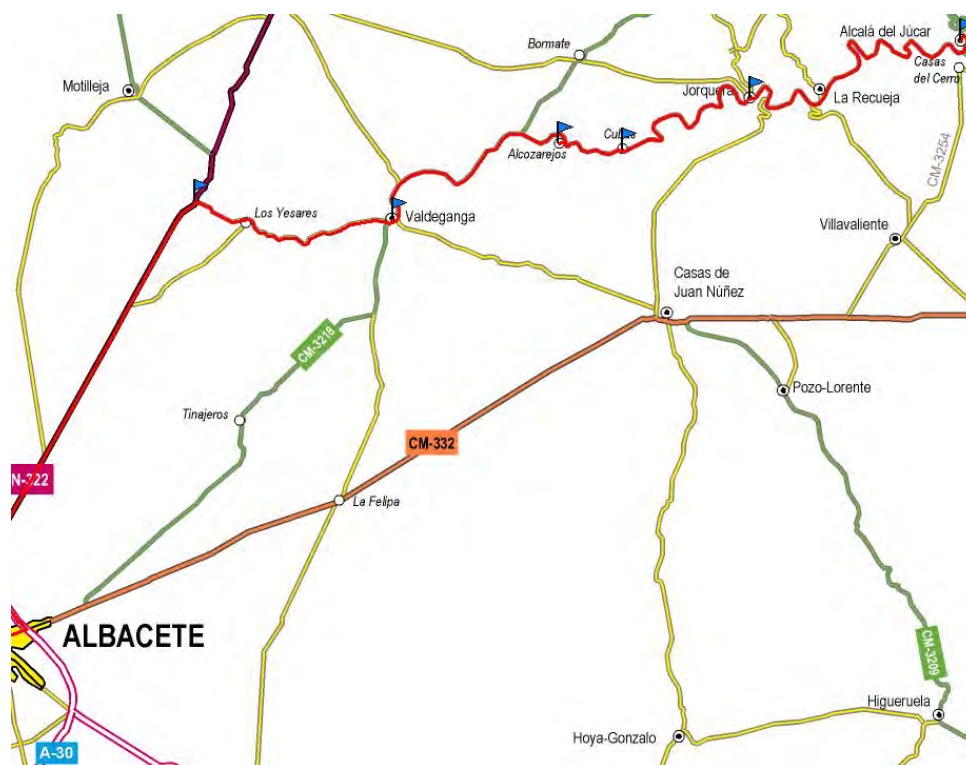 Alcalá del Júcar
Bormate
Casas
del Cerro
Motilleja
Jorquera
La Recueja
Cubas
Alcozarejos
CM-3254
Los Yesares
Valdeganga
Villavaliente
Casas de
Juan Núñez
CM-3218
Pozo-Lorente
Tinajeros
CM-332
N-322
La Felipa
ALBACETE
CM-3209
Higueruela
Hoya-Gonzalo
A-30